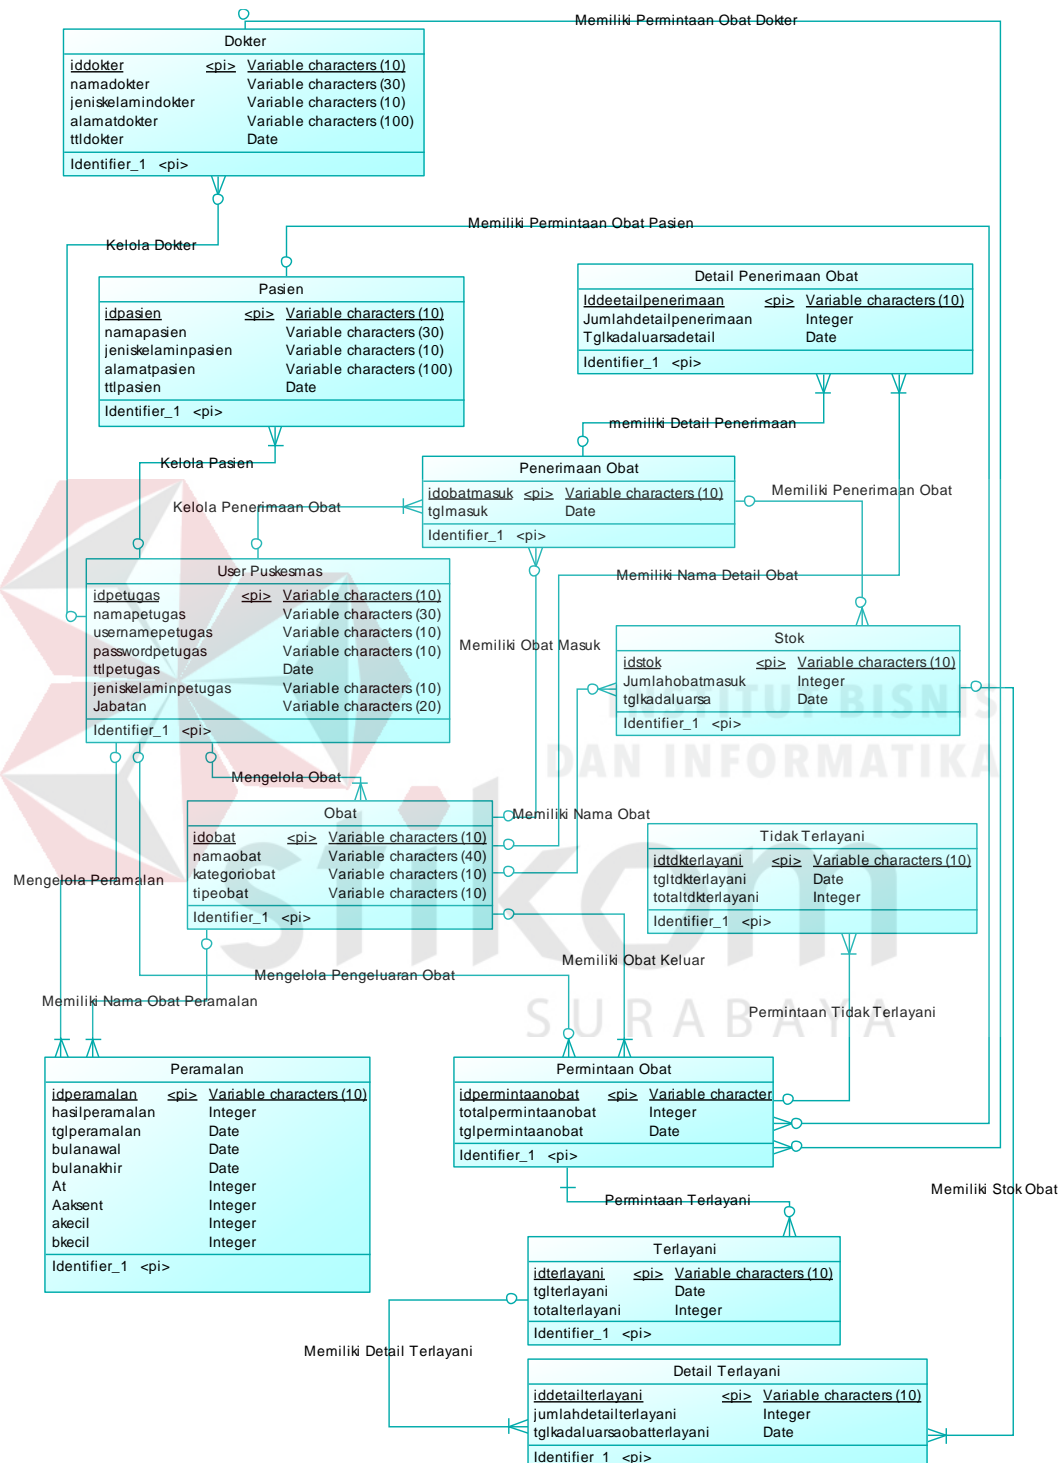 Memiliki Permintaan Obat Dokter
Dokter
iddokter <pi> Variable characters (10)
namadokter Variable characters (30)
jeniskelamindokter Variable characters (10)
alamatdokter Variable characters (100)
ttldokter Date
Identifier_1 <pi>
Memiliki Permintaan Obat Pasien
Kelola Dokter
Pasien
idpasien <pi> Variable characters (10)
namapasien Variable characters (30)
jeniskelaminpasien Variable characters (10)
alamatpasien Variable characters (100)
ttlpasien Date
Identifier_1 <pi>
Detail Penerimaan Obat
Iddeetailpenerimaan <pi> Variable characters (10)
Jumlahdetailpenerimaan Integer
Tglkadaluarsadetail Date
Identifier_1 <pi>
memiliki Detail Penerimaan
Kelola Pasien
Penerimaan Obat
idobatmasuk <pi> Variable characters (10)
tglmasuk Date
Identifier_1 <pi>
Memiliki Penerimaan Obat
Kelola Penerimaan Obat
User Puskesmas
idpetugas <pi> Variable characters (10)
namapetugas Variable characters (30)
usernamepetugas Variable characters (10)
passwordpetugas Variable characters (10)
ttlpetugas Date
jeniskelaminpetugas Variable characters (10)
Jabatan Variable characters (20)
Identifier_1 <pi>
Memiliki Nama Detail Obat
Memiliki Obat Masuk
Stok
idstok <pi> Variable characters (10)
Jumlahobatmasuk Integer
tglkadaluarsa Date
Identifier_1 <pi>
INSTITUT BISNIS
DAN INFORMATIKA
Mengelola Obat
Obat
idobat <pi> Variable characters (10)
namaobat Variable characters (40)
kategoriobat Variable characters (10)
tipeobat Variable characters (10)
Identifier_1 <pi>
Memiliki Nama Obat
Tidak Terlayani
idtdkterlayani <pi> Variable characters (10)
tgltdkterlayani Date
totaltdkterlayani Integer
Identifier_1 <pi>
stikom
SURABAYA
Mengelola Peramalan
Memiliki Obat Keluar
Mengelola Pengeluaran Obat
Memiliki Nama Obat Peramalan
Permintaan Tidak Terlayani
Peramalan
idperamalan <pi> Variable characters (10)
hasilperamalan Integer
tglperamalan Date
bulanawal Date
bulanakhir Date
At Integer
Aaksent Integer
akecil Integer
bkecil Integer
Identifier_1 <pi>
Permintaan Obat
idpermintaanobat <pi> Variable character
totalpermintaanobat Integer
tglpermintaanobat Date
Identifier_1 <pi>
Memiliki Stok Obat
Permintaan Terlayani
Terlayani
idterlayani <pi> Variable characters (10)
tglterlayani Date
totalterlayani Integer
Identifier_1 <pi>
Memiliki Detail Terlayani
Detail Terlayani
iddetailterlayani <pi> Variable characters (10)
jumlahdetailterlayani Integer
tglkadaluarsaobatterlayani Date
Identifier_1 <pi>